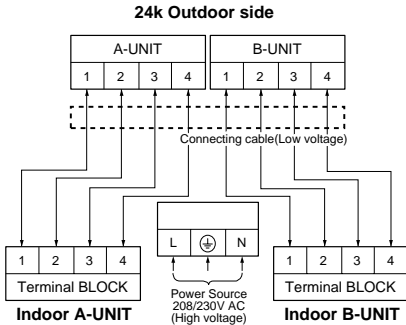 24k Outdoor side
A-UNIT B-UNIT
1 2 3 4 1 2 3 4
Connecting cable(Low voltage)
1 2 3 4 L N 1 2 3 4
Terminal BLOCK Terminal BLOCK
Power Source
208/230V AC
(High voltage)
Indoor A-UNIT Indoor B-UNIT